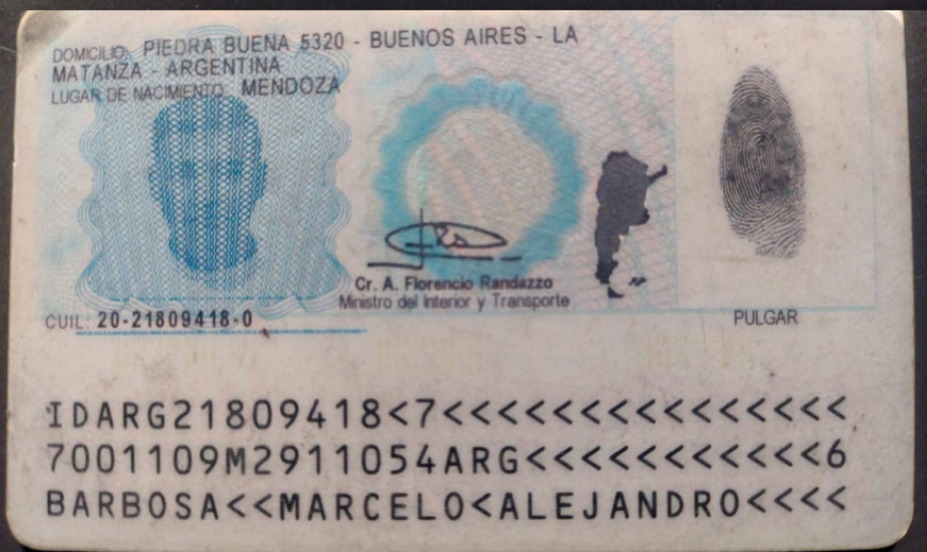 DOMICILIO: PIEDRA BUENA 5320 - BUENOS AIRES - LA
MATANZA - ARGENTINA
LUGAR DE NACIMIENTO: MENDOZA
Cr. A. Florencio Randazzo
Ministro del Interior y Transporte
CUIL: 20-21809418-0
PULGAR
IDARG21809418<7<<<<<<<<<<<<<<<
7001109M2911054ARG<<<<<<<<<<<6
BARBOSA<<MARCELO<ALEJANDRO<<<<